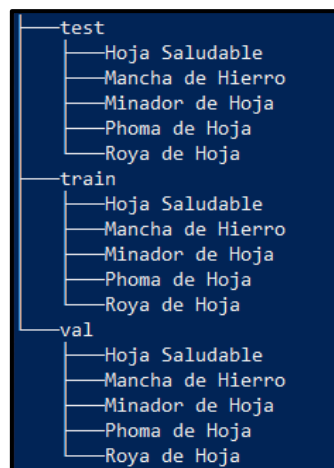 test
Hoja Saludable
Mancha de Hierro
Minador de Hoja
Phoma de Hoja
Roya de Hoja
train
Hoja Saludable
Mancha de Hierro
Minador de Hoja
Phoma de Hoja
Roya de Hoja
val
Hoja Saludable
Mancha de Hierro
Minador de Hoja
Phoma de Hoja
Roya de Hoja